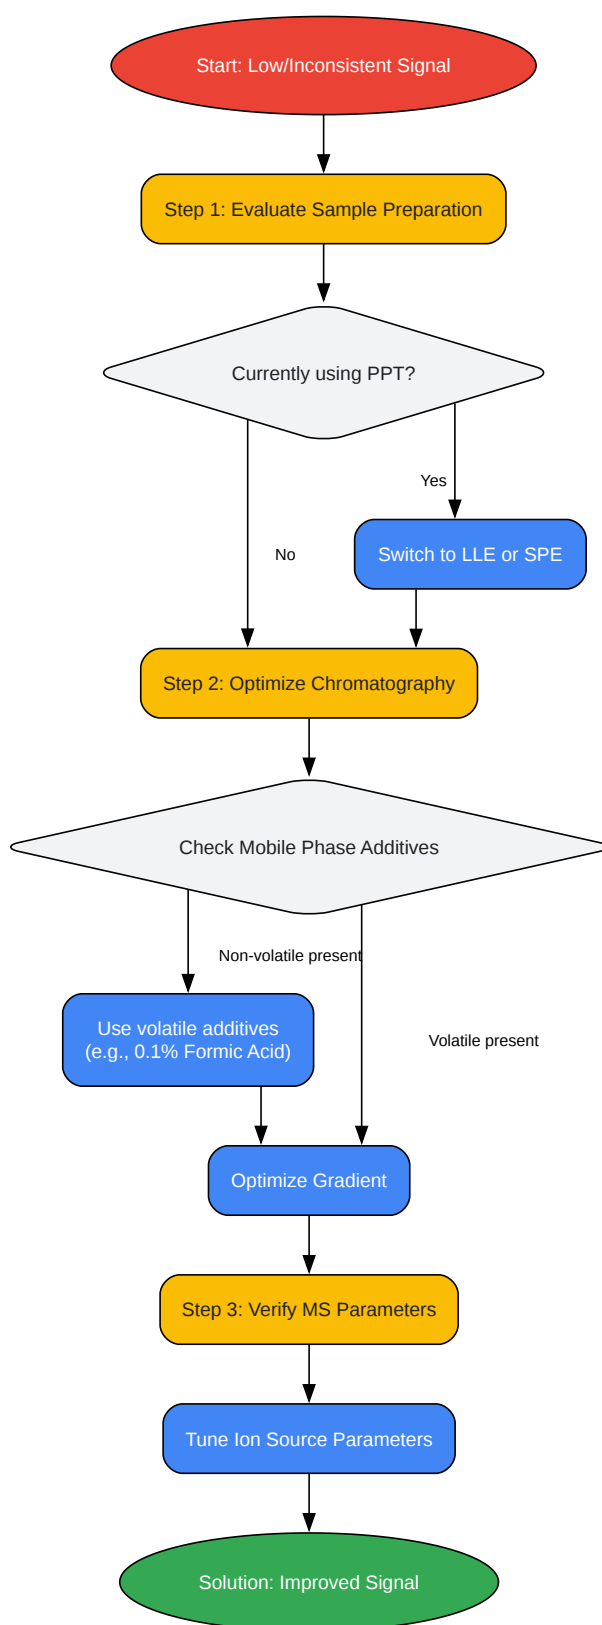 Start: Low/Inconsistent Signal
Step 1: Evaluate Sample Preparation
Currently using PPT?
Yes
No
Switch to LLE or SPE
Step 2: Optimize Chromatography
Check Mobile Phase Additives
Non-volatile present
Use volatile additives
(e.g., 0.1% Formic Acid)
Volatile present
Optimize Gradient
Step 3: Verify MS Parameters
Tune Ion Source Parameters
Solution: Improved Signal